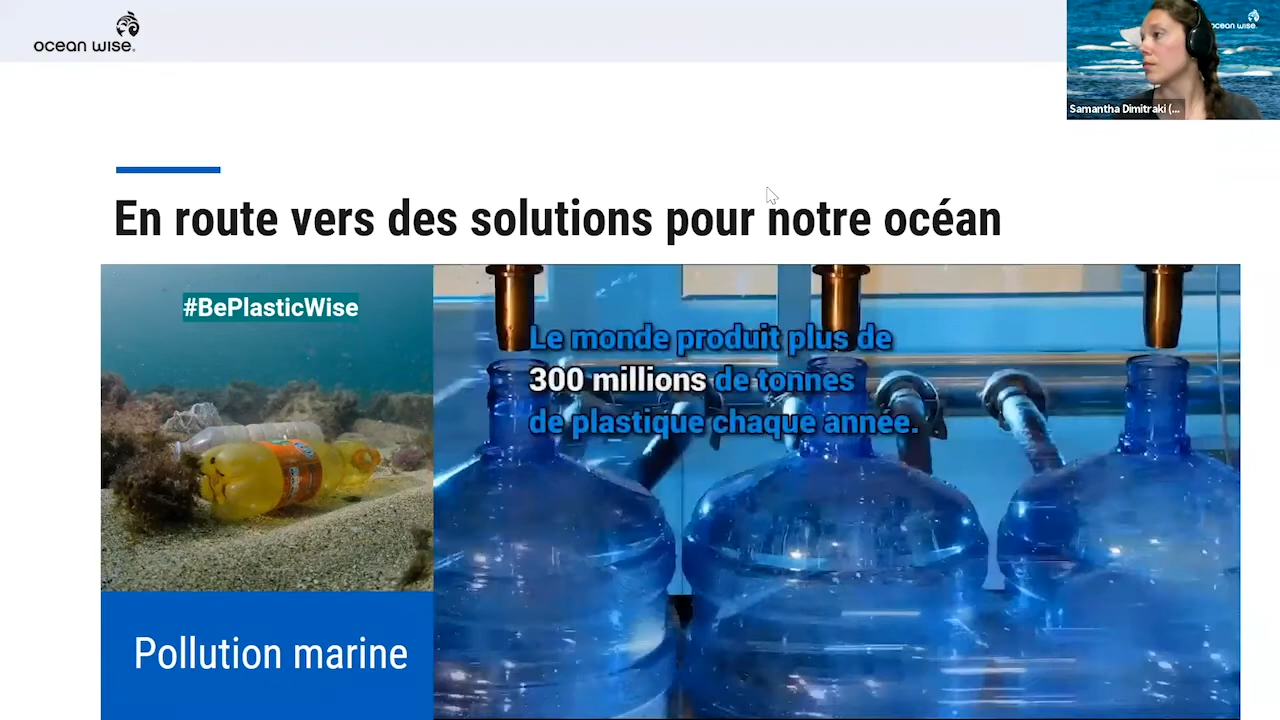 ocean wise®
ocean wise.
Samantha Dimitraki (...
En route vers des solutions pour notre océan
#BePlasticWise
Le monde produit plus de
300 millions de tonnes
de plastique chaque année.
Pollution marine